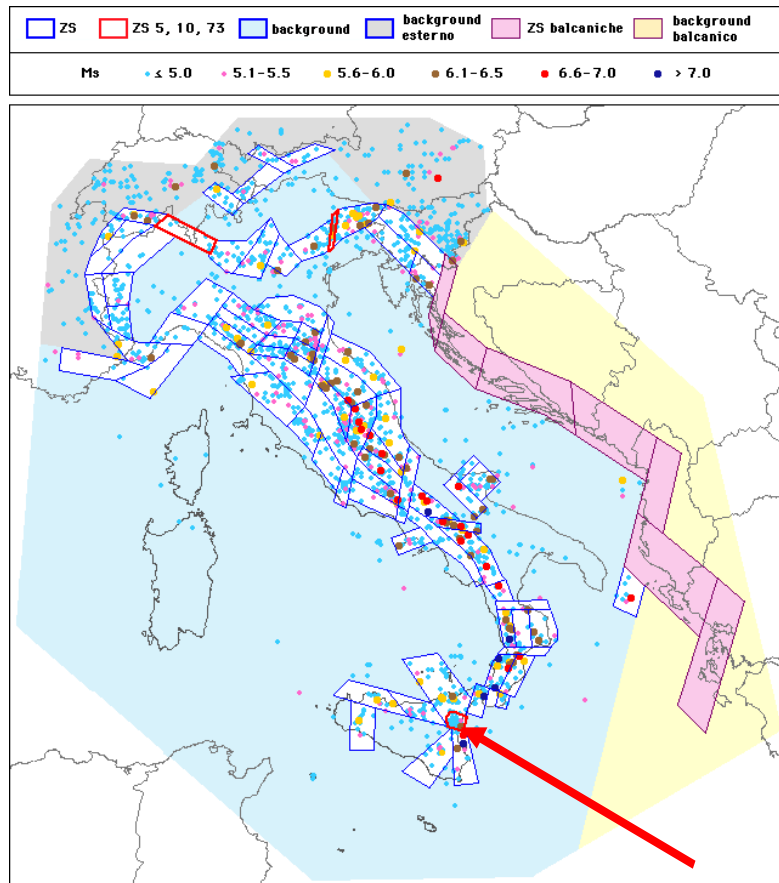 ZS ZS 5, 10, 73 background background esterno ZS balcaniche background balcanico
Ms ≤ 5.0 5.1-5.5 5.6-6.0 6.1-6.5 6.6-7.0 > 7.0